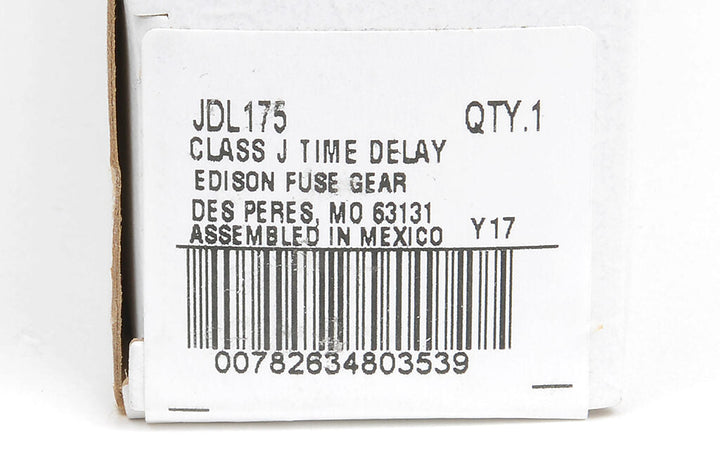 JDL175 QTY.1
CLASS J TIME DELAY
EDISON FUSE GEAR
DES PERES, MO 63131
ASSEMBLED IN MEXICO Y17
00782634803539